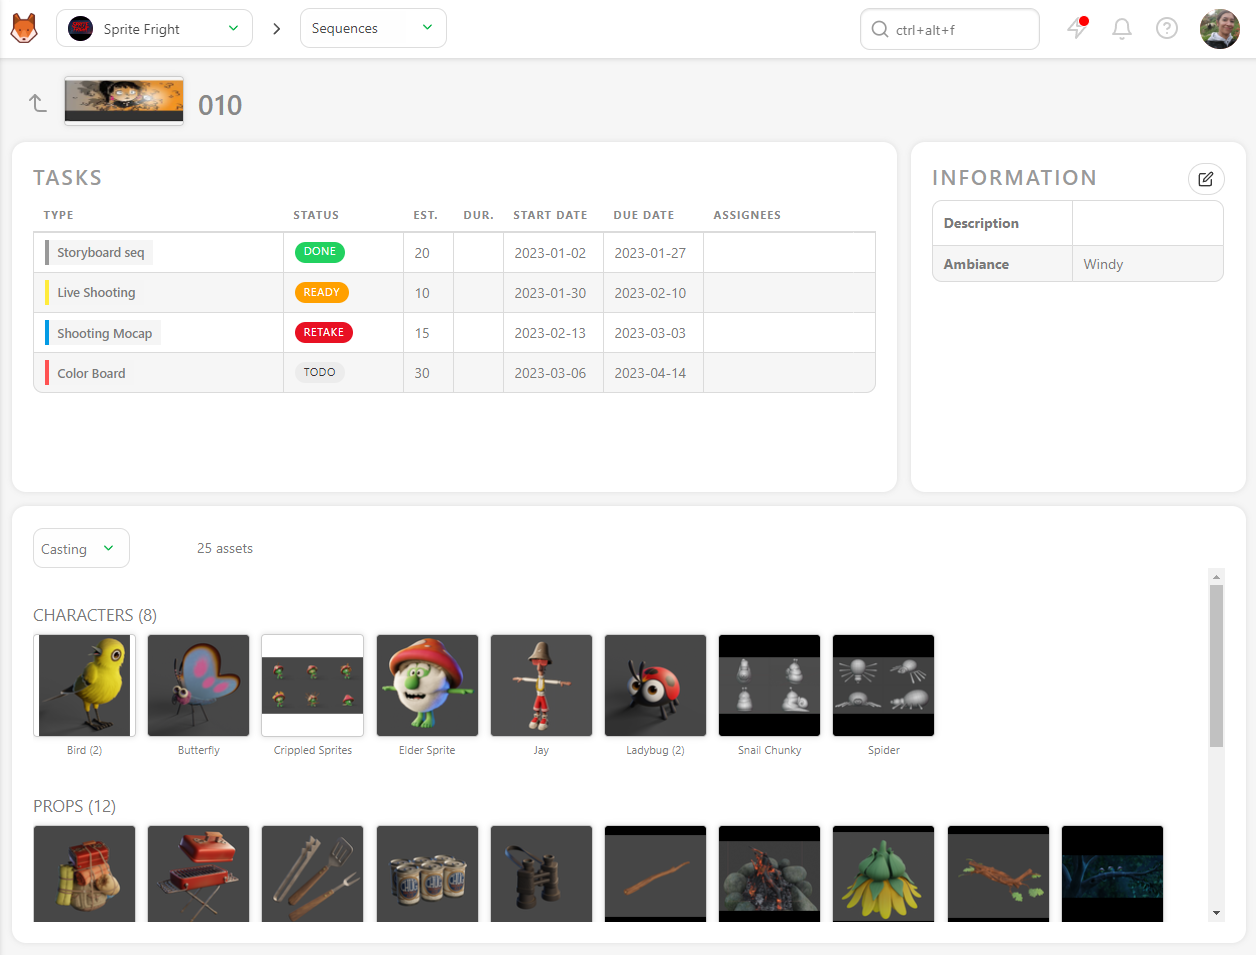 Sprite Fright
Sequences
ctrl+alt+f
010
TASKS
TYPE STATUS EST. DUR. START DATE DUE DATE ASSIGNEES
Storyboard seq DONE 20 2023-01-02 2023-01-27
Live Shooting READY 10 2023-01-30 2023-02-10
Shooting Mocap RETAKE 15 2023-02-13 2023-03-03
Color Board TODO 30 2023-03-06 2023-04-14
INFORMATION
Description
Ambiance Windy
Casting
25 assets
CHARACTERS (8)
Bird (2) Butterfly Crippled Sprites Elder Sprite Jay Ladybug (2) Snail Chunky Spider
PROPS (12)